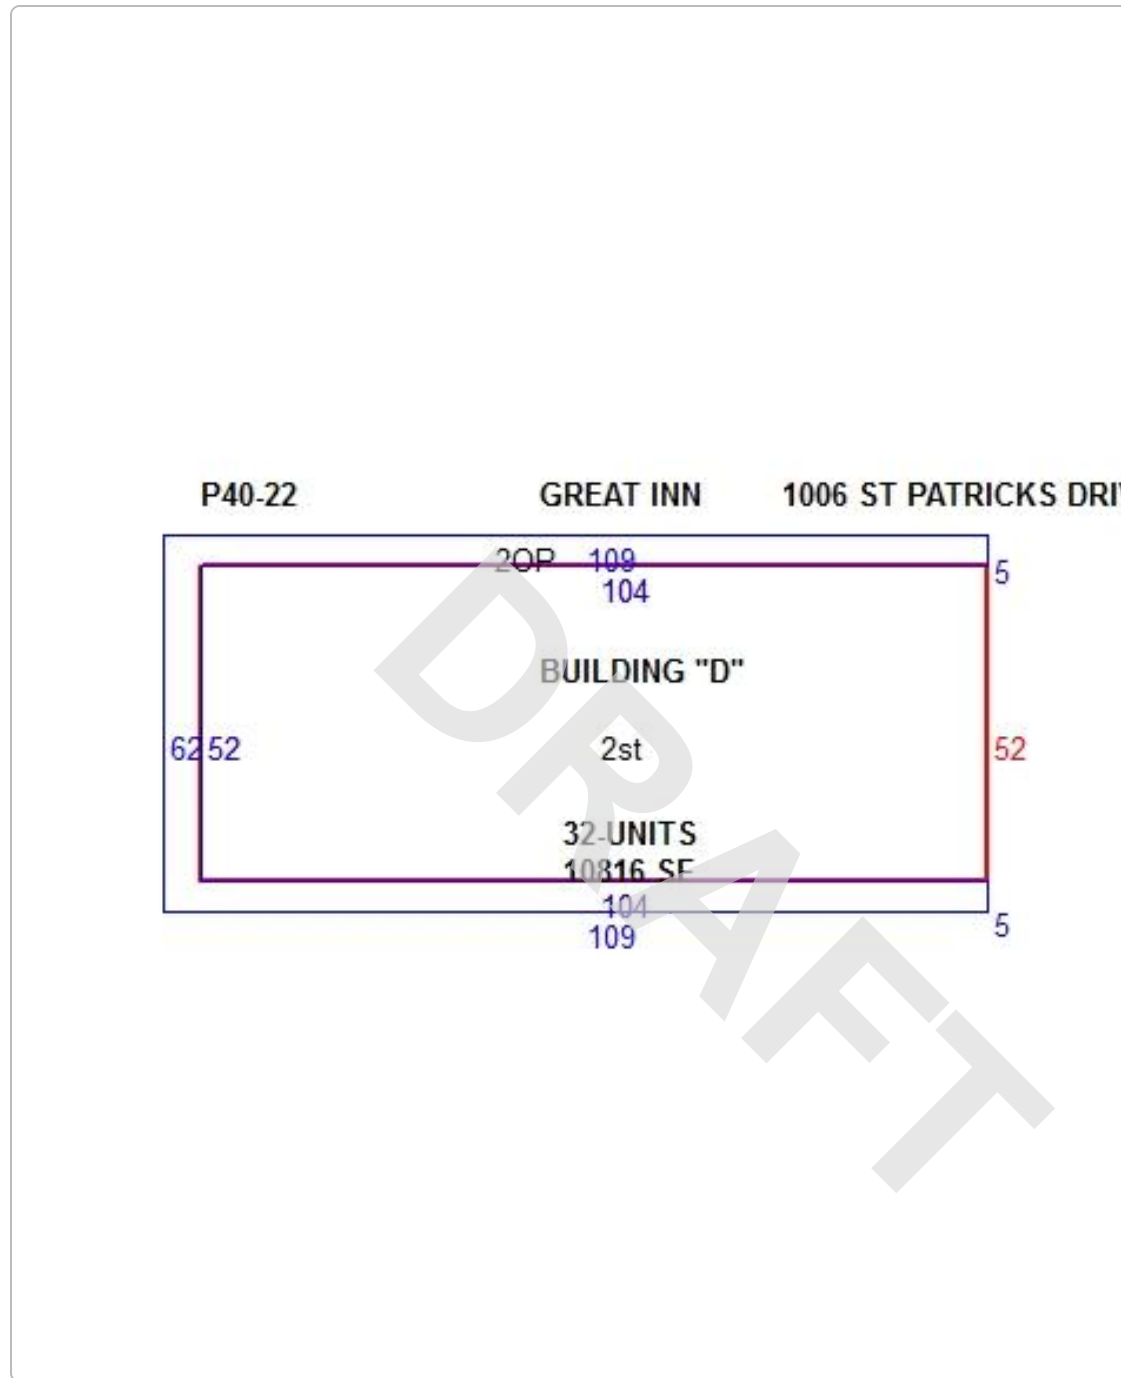 P40-22 GREAT INN 1006 ST PATRICKS
2OP 109 5
104
BUILDING "D"
62 52 2st 52
32-UNITS
10816 SF
104
109 5
DRAFT